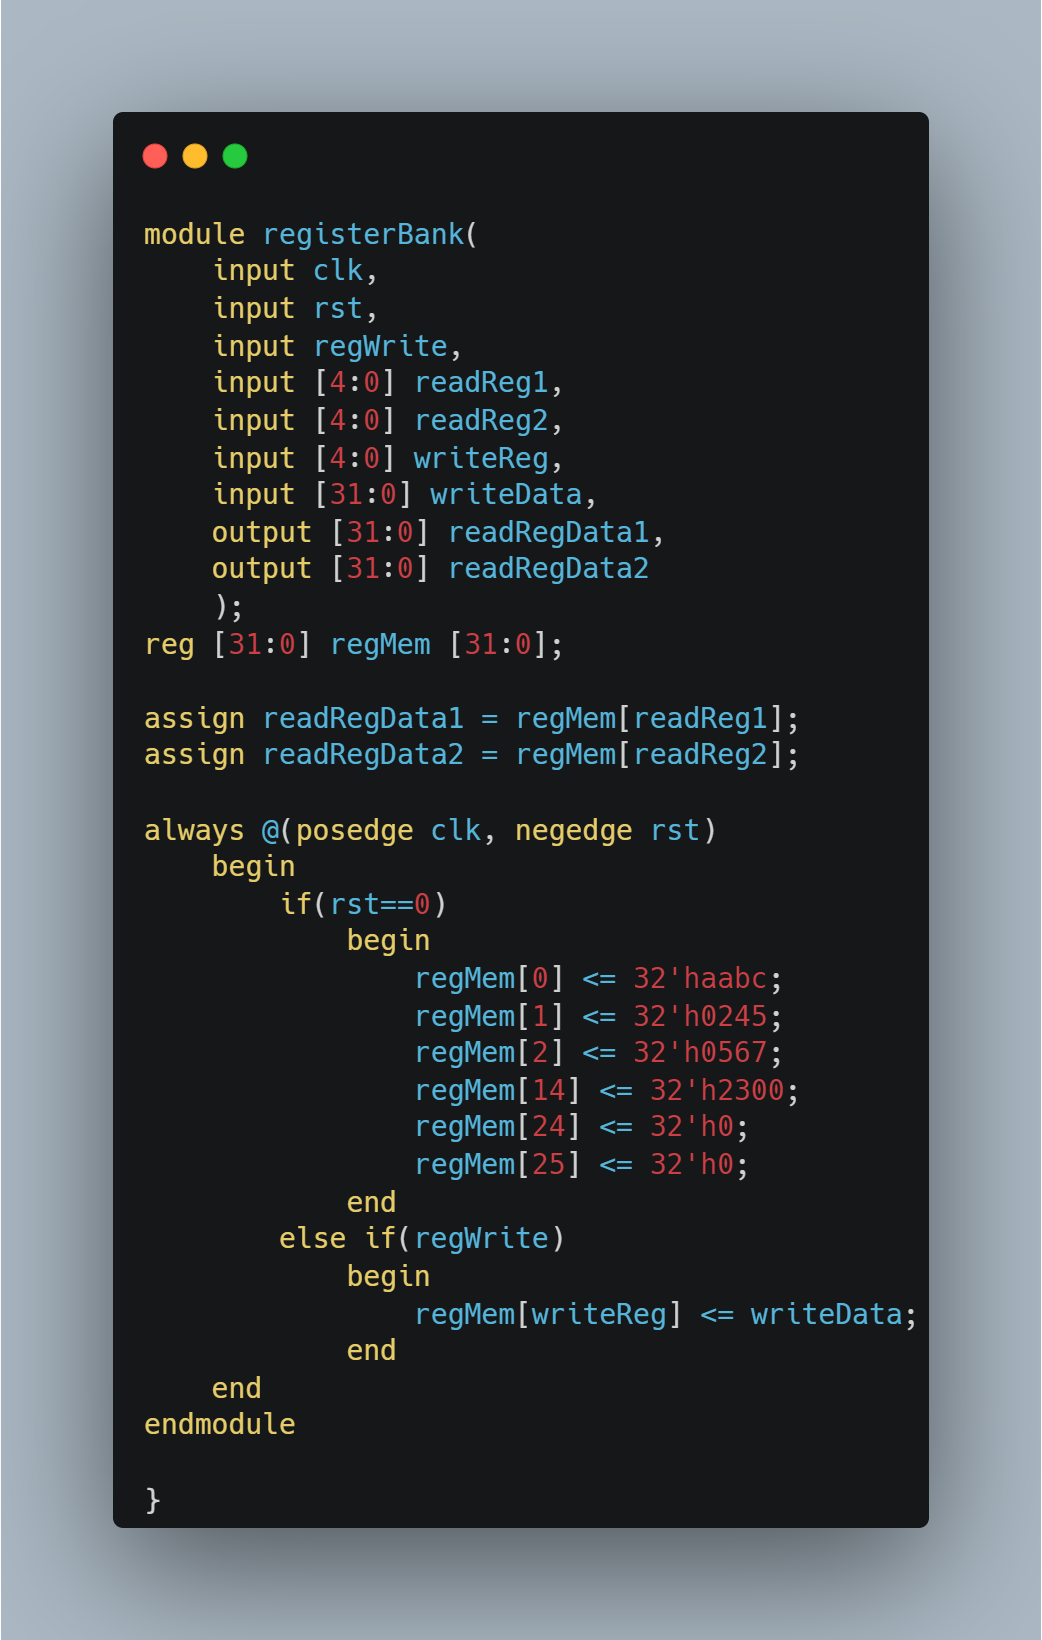 module registerBank(
    input clk,
    input rst,
    input regWrite,
    input [4:0] readReg1,
    input [4:0] readReg2,
    input [4:0] writeReg,
    input [31:0] writeData,
    output [31:0] readRegData1,
    output [31:0] readRegData2
    );
reg [31:0] regMem [31:0];

assign readRegData1 = regMem[readReg1];
assign readRegData2 = regMem[readReg2];

always @(posedge clk, negedge rst)
    begin
        if(rst==0)
            begin
                regMem[0] <= 32'haabc;
                regMem[1] <= 32'h0245;
                regMem[2] <= 32'h0567;
                regMem[14] <= 32'h2300;
                regMem[24] <= 32'h0;
                regMem[25] <= 32'h0;
            end
        else if(regWrite)
            begin
                regMem[writeReg] <= writeData;
            end
    end
endmodule

}